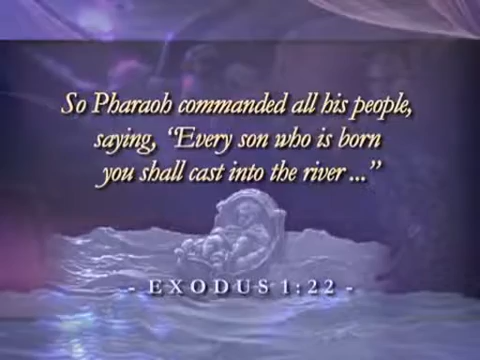 So Pharaoh commanded all his people,
saying, “Every son who is born
you shall cast into the river ...”
- EXODUS 1:22 -